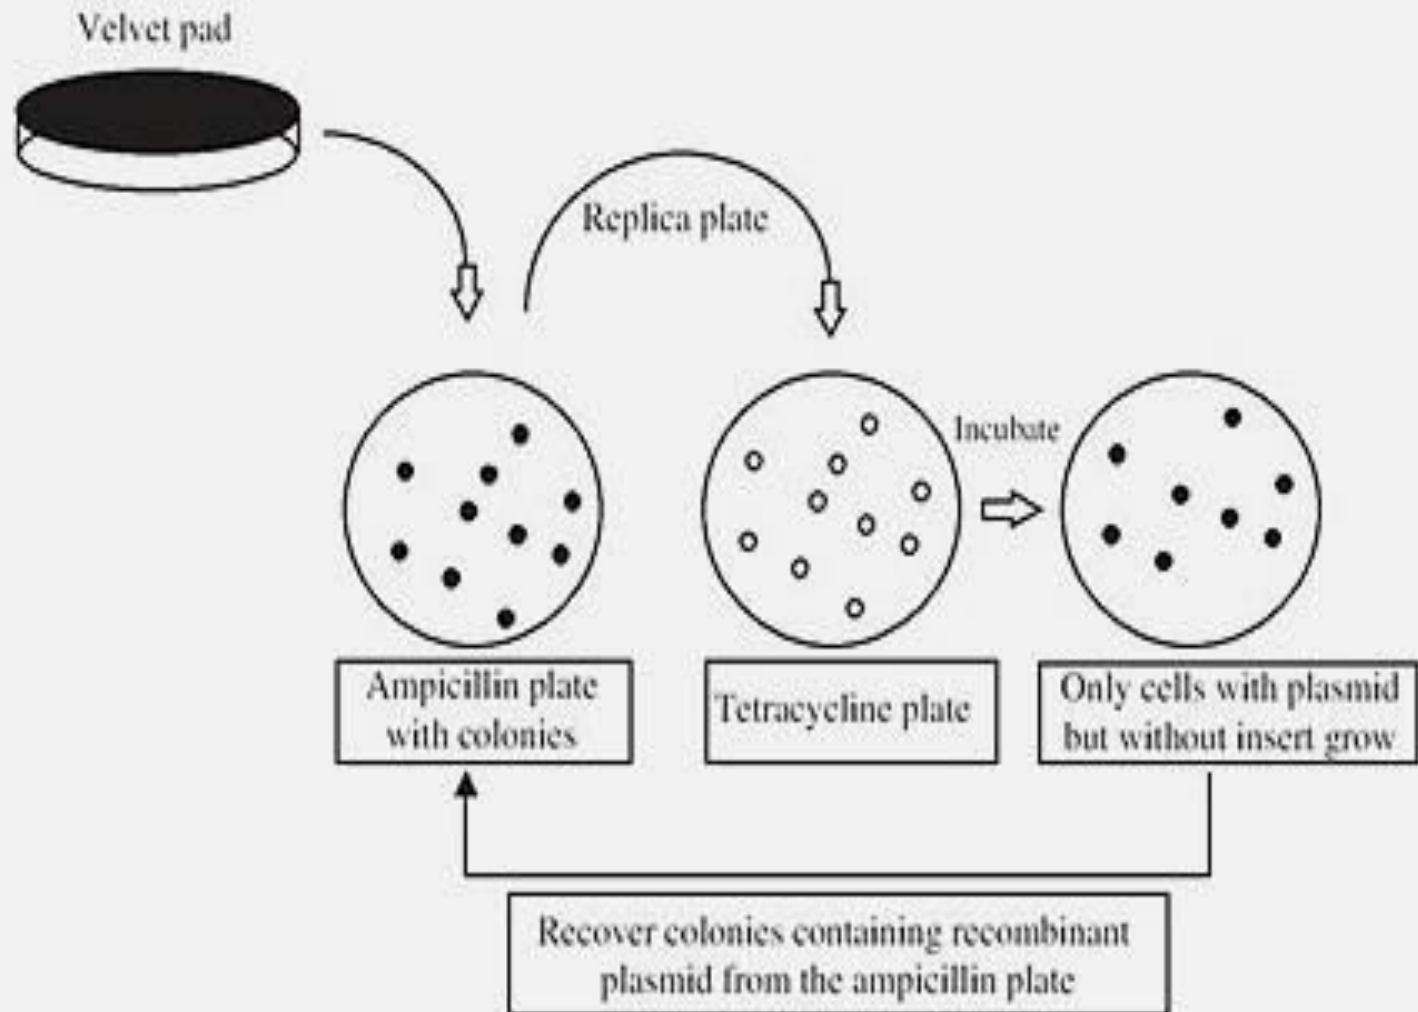 Velvet pad
Replica plate
Incubate
Ampicillin plate
with colonies
Tetracycline plate
Only cells with plasmid
but without insert grow
Recover colonies containing recombinant
plasmid from the ampicillin plate